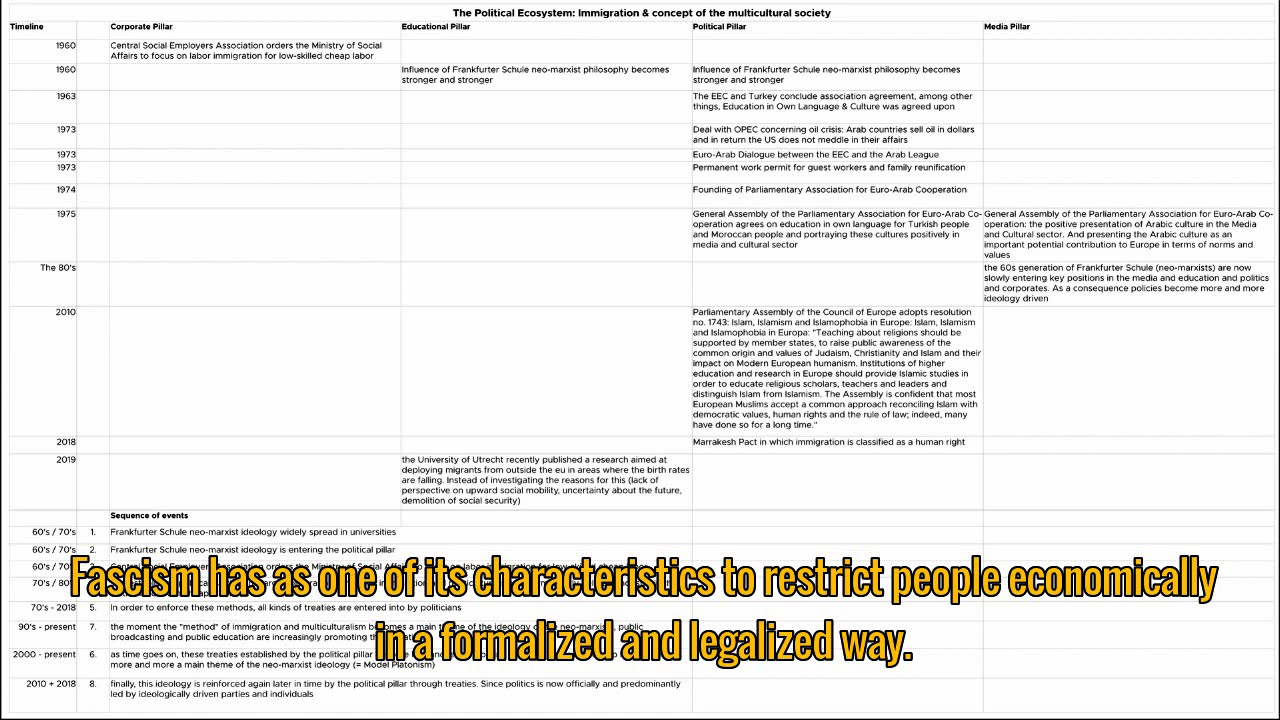 The Political Ecosystem: Immigration & concept of the multicultural society
Timeline Corporate Pillar Educational Pillar Political Pillar Media Pillar
1960 Central Social Employers Association orders the Ministry of Social
Affairs to focus on labor immigration for low-skilled cheap labor
1960 Influence of Frankfurter Schule neo-marxist philosophy becomes
stronger and stronger
Influence of Frankfurter Schule neo-marxist philosophy becomes
stronger and stronger
1963 The EEC and Turkey conclude association agreement, among other
things, Education in Own Language & Culture was agreed upon
1973 Deal with OPEC concerning oil crisis: Arab countries sell oil in dollars
and in return the US does not meddle in their affairs
1973 Euro-Arab Dialogue between the EEC and the Arab League
1973 Permanent work permit for guest workers and family reunification
1974 Founding of Parliamentary Association for Euro-Arab Cooperation
1975 General Assembly of the Parliamentary Association for Euro-Arab Co-
operation agrees on education in own language for Turkish people
and Moroccan people and portraying these cultures positively in
media and cultural sector
General Assembly of the Parliamentary Association for Euro-Arab Co-
operation: the positive presentation of Arabic culture in the Media
and Cultural sector. And presenting the Arabic culture as an
important potential contribution to Europe in terms of norms and
values
The 80's the 60s generation of Frankfurter Schule (neo-marxists) are now
slowly entering key positions in the media and education and politics
and corporates. As a consequence policies become more and more
ideology driven
2010 Parliamentary Assembly of the Council of Europe adopts resolution
no. 1743: Islam, Islamism and Islamophobia in Europe: Islam, Islamism
and Islamophobia in Europa: "Teaching about religions should be
supported by member states, to raise public awareness of the
common origin and values of Judaism, Christianity and Islam and their
impact on Modern European humanism. Institutions of higher
education and research in Europe should provide Islamic studies in
order to educate religious scholars, teachers and leaders and
distinguish Islam from Islamism. The Assembly is confident that most
European Muslims accept a common approach reconciling Islam with
democratic values, human rights and the rule of law; indeed, many
have done so for a long time."
2018 Marrakesh Pact in which immigration is classified as a human right
2019 the University of Utrecht recently published a research aimed at
deploying migrants from outside the eu in areas where the birth rates
are falling. Instead of investigating the reasons for this (lack of
perspective on upward social mobility, uncertainty about the future,
demolition of social security)
Sequence of events
60's / 70's 1. Frankfurter Schule neo-marxist ideology widely spread in universities
60's / 70's 2. Frankfurter Schule neo-marxist ideology is entering the political pillar
60's / 70's
70's / 80's
Fascism has as one of its characteristics to restrict people economically
in a formalized and legalized way.
70's - 2018 5. In order to enforce these methods, all kinds of treaties are entered into by politicians
90's - present 7. the moment the "method" of immigration and multiculturalism becomes a main theme of the ideology public
broadcasting and public education are increasingly promoting
2000 - present 6. as time goes on, these treaties established by the political pillar
more and more a main theme of the neo-marxist ideology (= Model Platonism)
2010 + 2018 8. finally, this ideology is reinforced again later in time by the political pillar through treaties. Since politics is now officially and predominantly
led by ideologically driven parties and individuals